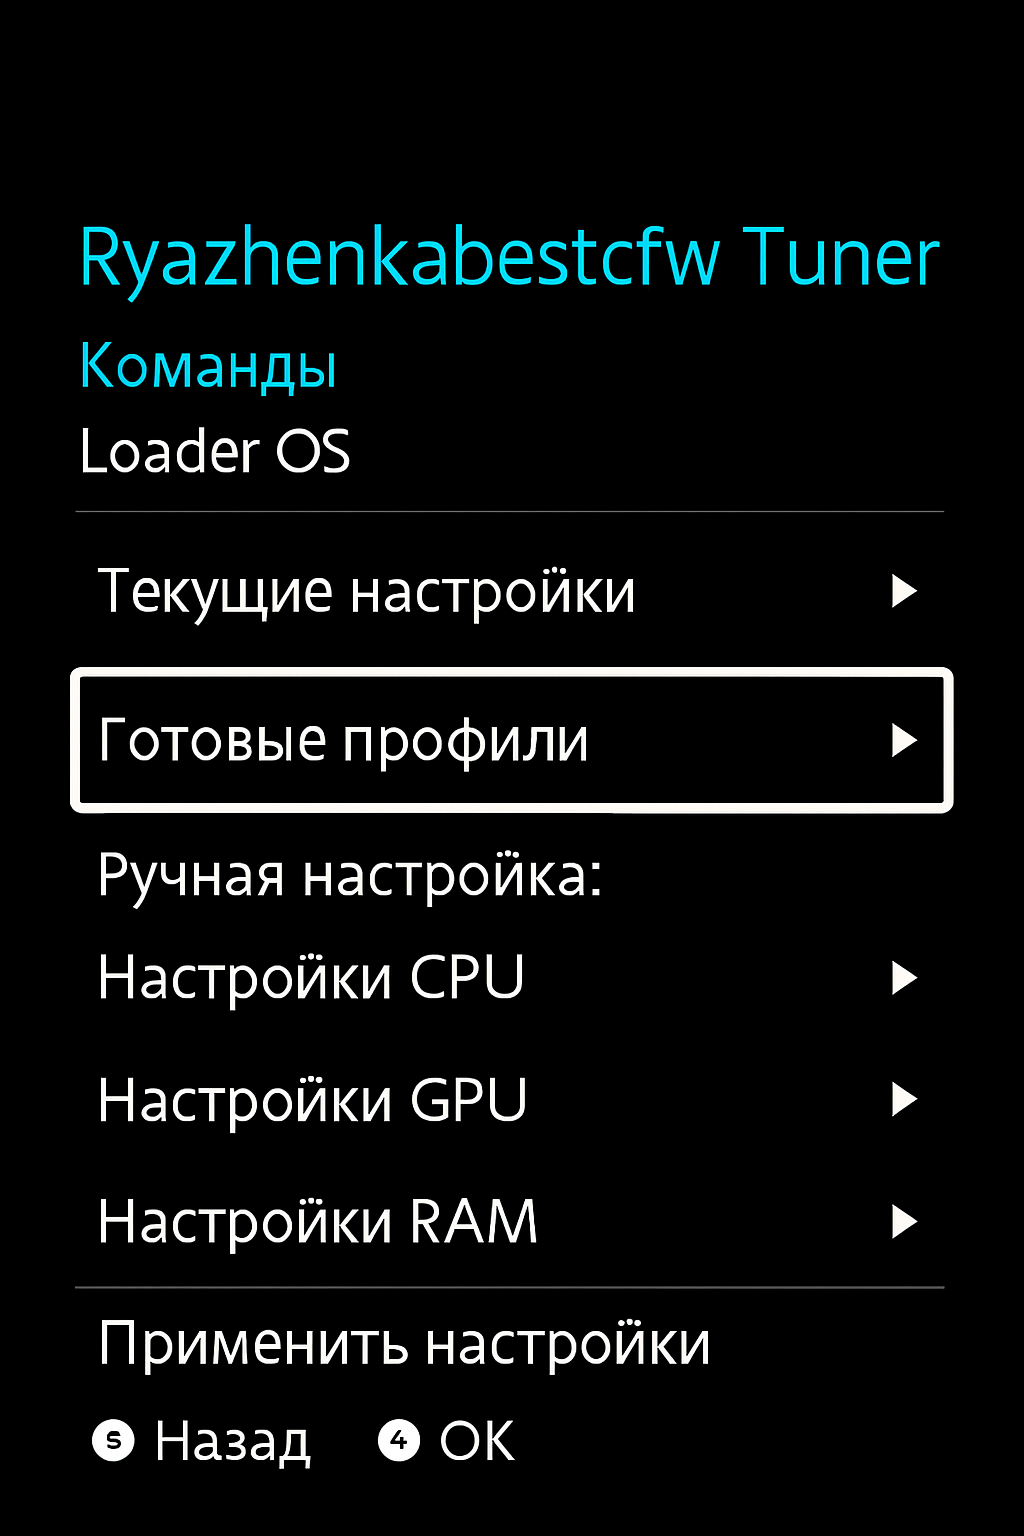 Ryazhenkabestcfw Tuner
Команды
Loader OS
Текущие настройки
Готовые профили
Ручная настройка:
Настройки CPU
Настройки GPU
Настройки RAM
Применить настройки
S Назад 4 OK